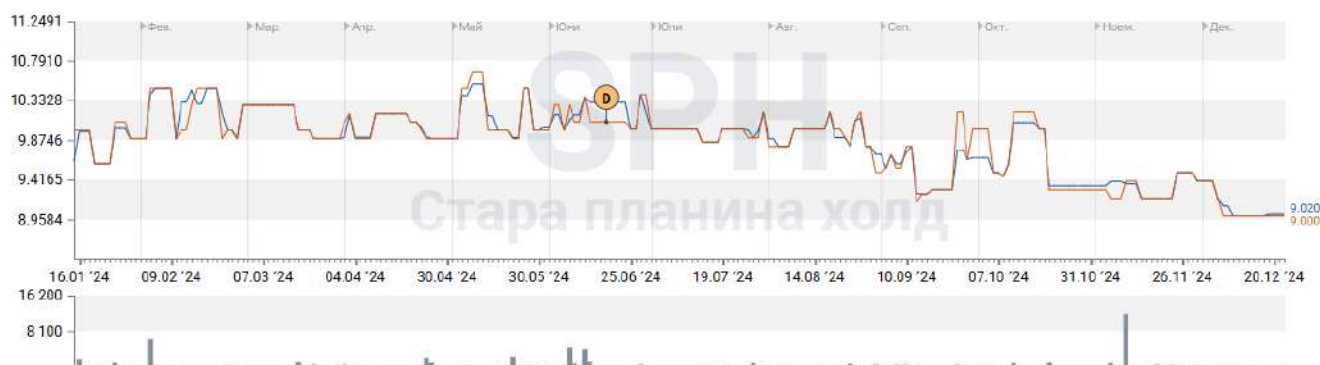 11.2491
Фев. Мар. Апр. Май Юни Юли Авг. Сеп. Окт. Ноем. Дек.
10.7910
SPH
10.3328
D
9.8746
9.4165
Стара планина холд
8.9584
9.020
9.000
16.01 '24 09.02 '24 07.03 '24 04.04 '24 30.04 '24 30.05 '24 25.06 '24 19.07 '24 14.08 '24 10.09 '24 07.10 '24 31.10 '24 26.11 '24 20.12 '24
16 200
8 100